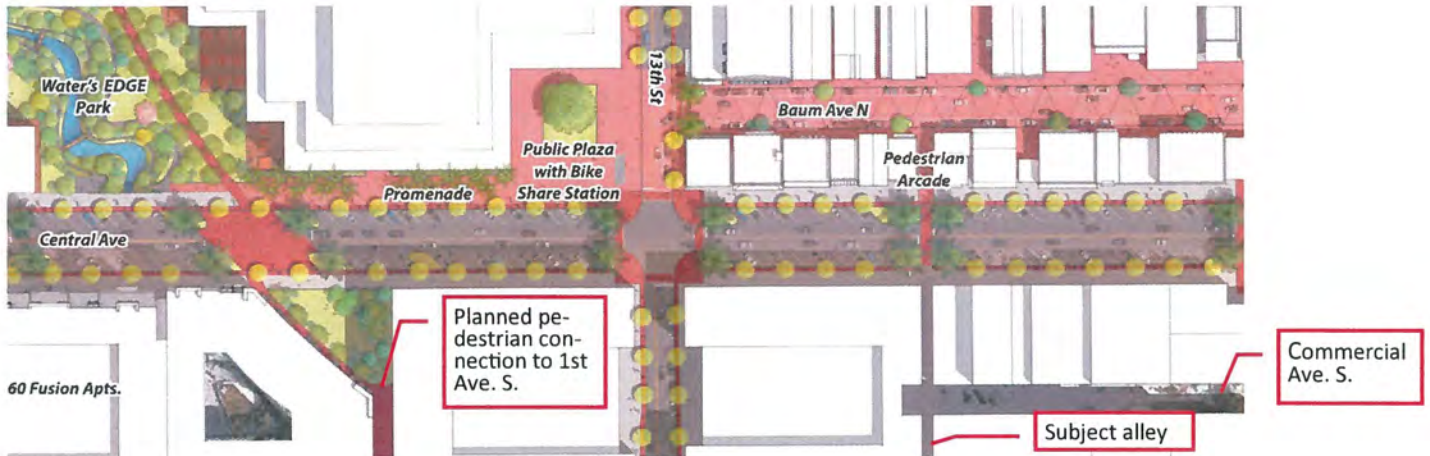 Water's EDGE
Park
13th St
Baum Ave N
Public Plaza
with Bike
Share Station
Pedestrian
Arcade
Promenade
Central Ave
Planned pe-
destrian con-
nection to 1st
Ave. S.
Commercial
Ave. S.
60 Fusion Apts.
Subject alley